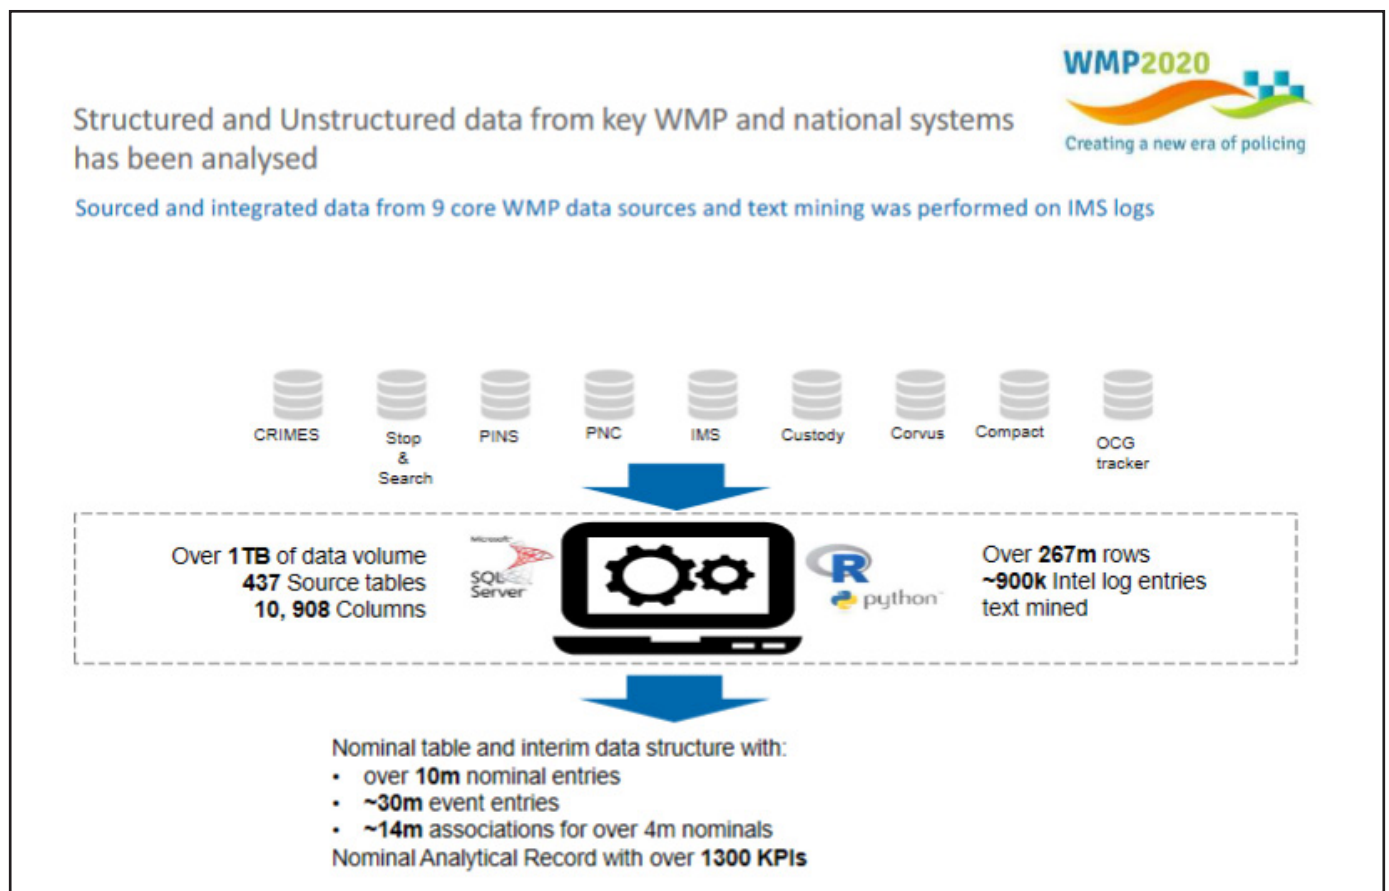 WMP2020
Creating a new era of policing
Structured and Unstructured data from key WMP and national systems
has been analysed
Sourced and integrated data from 9 core WMP data sources and text mining was performed on IMS logs
CRIMES
Stop
&
Search
PINS
PNC
IMS
Custody
Corvus
Compact
OCG
tracker
Over 1TB of data volume
437 Source tables
10, 908 Columns
Microsoft
SQL
Server
R
python
Over 267m rows
~900k Intel log entries
text mined
Nominal table and interim data structure with:
• over 10m nominal entries
• ~30m event entries
• ~14m associations for over 4m nominals
Nominal Analytical Record with over 1300 KPIs